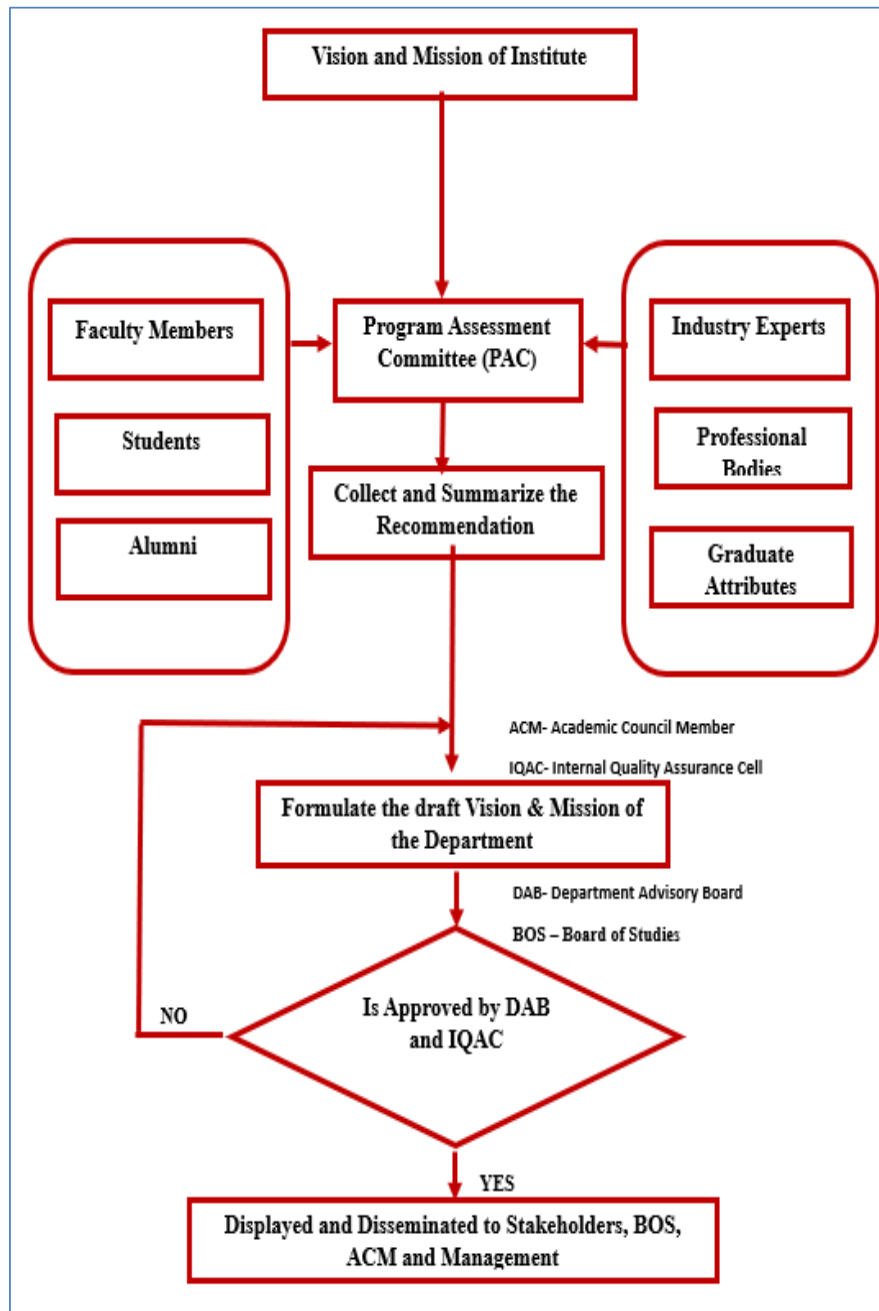 Vision and Mission of Institute
Faculty Members
Students
Alumni
Program Assessment
Committee (PAC)
Industry Experts
Professional
Bodies
Graduate
Attributes
Collect and Summarize the
Recommendation
ACM- Academic Council Member
IQAC- Internal Quality Assurance Cell
Formulate the draft Vision & Mission of
the Department
DAB- Department Advisory Board
BOS – Board of Studies
Is Approved by DAB
and IQAC
NO
YES
Displayed and Disseminated to Stakeholders, BOS,
ACM and Management